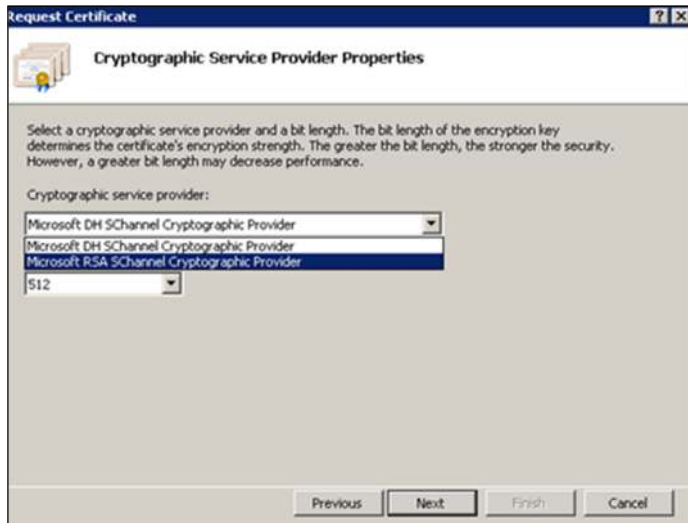 Request Certificate
Cryptographic Service Provider Properties
Select a cryptographic service provider and a bit length. The bit length of the encryption key
determines the certificate's encryption strength. The greater the bit length, the stronger the security.
However, a greater bit length may decrease performance.
Cryptographic service provider:
Microsoft DH SChannel Cryptographic Provider
Microsoft DH SChannel Cryptographic Provider
Microsoft RSA SChannel Cryptographic Provider
512
Previous Next Finish Cancel